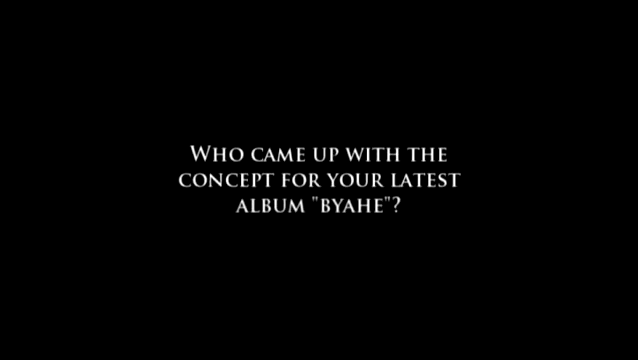 Who came up with the
concept for your latest
album "byahe"?